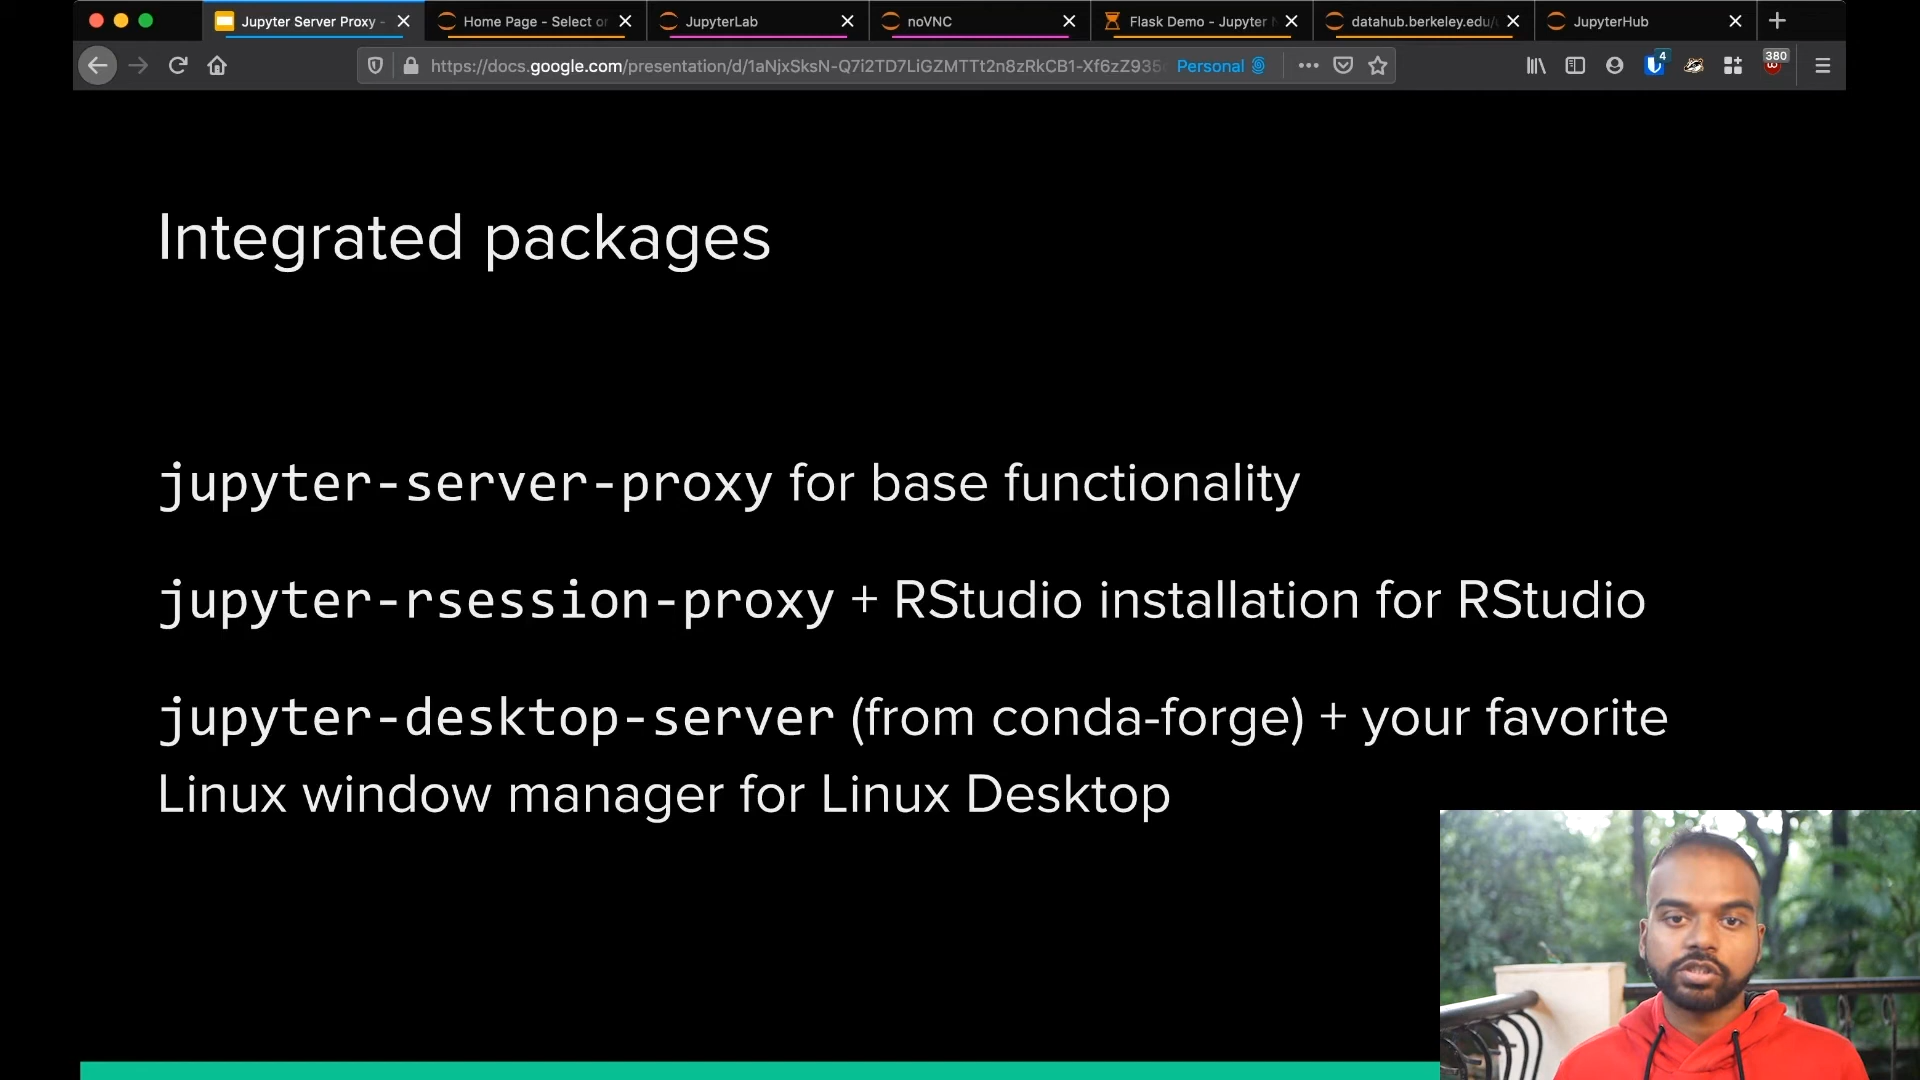 Jupyter Server Proxy -
Home Page - Select or
JupyterLab
noVNC
Flask Demo - Jupyter
datahub.berkeley.edu/
JupyterHub
https://docs.google.com/presentation/d/1aNjxSksN-Q7i2TD7LiGZMTTt2n8zRkCB1-Xf6zZ935
Personal
4
380
Integrated packages
jupyter-server-proxy for base functionality
jupyter-rsession-proxy + RStudio installation for RStudio
jupyter-desktop-server (from conda-forge) + your favorite
Linux window manager for Linux Desktop